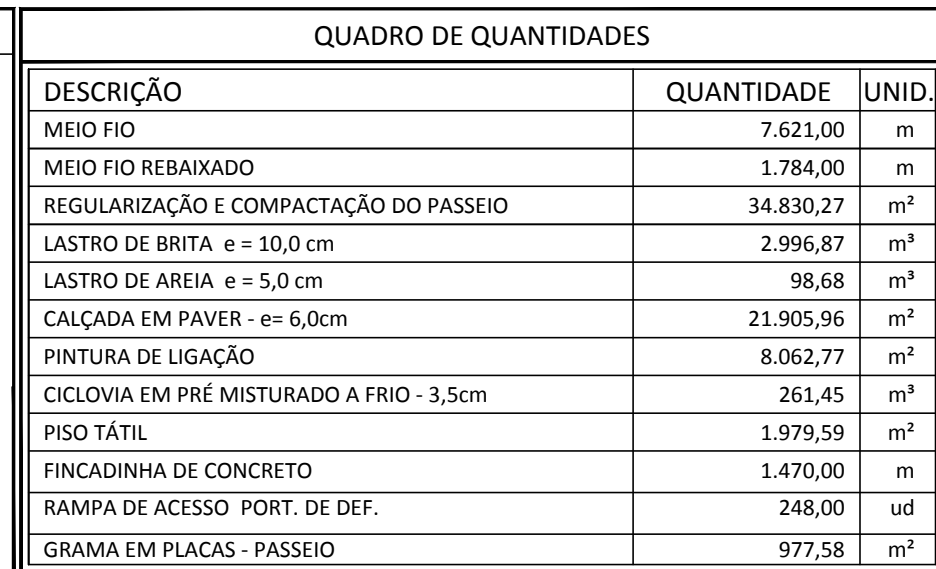 QUADRO DE QUANTIDADES
DESCRIÇÃO QUANTIDADE UNID.
MEIO FIO 7.621,00 m
MEIO FIO REBAIXADO 1.784,00 m
REGULARIZAÇÃO E COMPACTAÇÃO DO PASSEIO 34.830,27 m²
LASTRO DE BRITA e = 10,0 cm 2.996,87 m³
LASTRO DE AREIA e = 5,0 cm 98,68 m³
CALÇADA EM PAVER - e= 6,0cm 21.905,96 m²
PINTURA DE LIGAÇÃO 8.062,77 m²
CICLOVIA EM PRÉ MISTURADO A FRIO - 3,5cm 261,45 m³
PISO TÁTIL 1.979,59 m²
FINCADINHA DE CONCRETO 1.470,00 m
RAMPA DE ACESSO PORT. DE DEF. 248,00 ud
GRAMA EM PLACAS - PASSEIO 977,58 m²